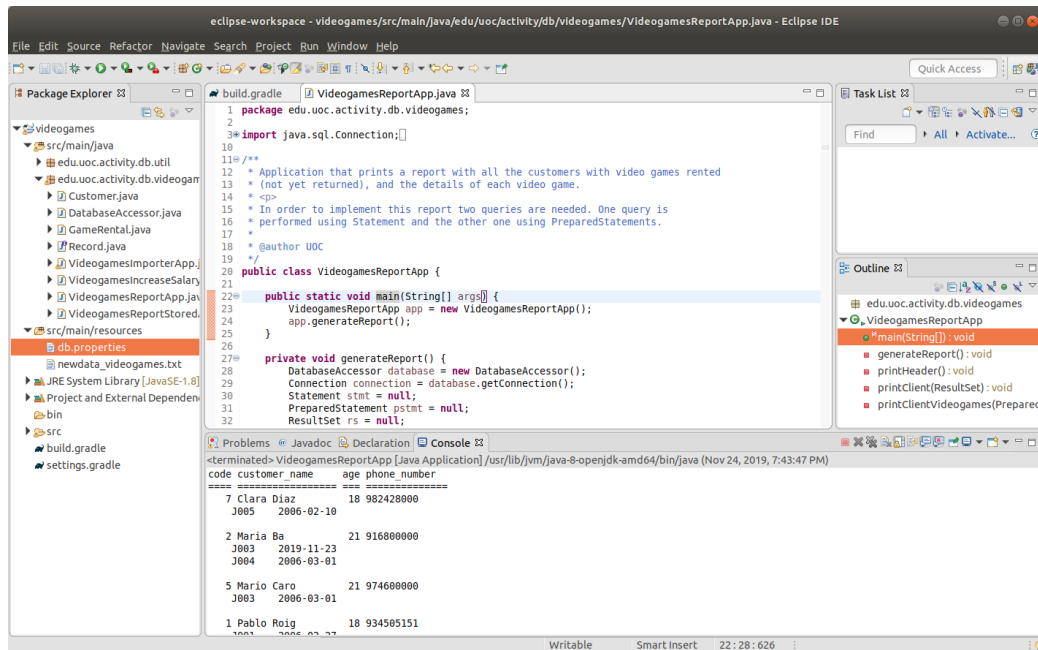 eclipse-workspace - videogames/src/main/java/edu/uoc/activity/db/videogames/VideogamesReportApp.java - Eclipse IDE
File Edit Source Refactor Navigate Search Project Run Window Help
Quick Access
Package Explorer
videogames
src/main/java
edu.uoc.activity.db.util
edu.uoc.activity.db.videogam
Customer.java
DatabaseAccessor.java
GameRental.java
Record.java
VideogamesImporterApp.j
VideogamesIncreaseSalary
VideogamesReportApp.jav
VideogamesReportStored.
src/main/resources
db.properties
newdata_videogames.txt
JRE System Library [JavaSE-1.8]
Project and External Dependen
bin
src
build.gradle
settings.gradle
build.gradle VideogamesReportApp.java
1 package edu.uoc.activity.db.videogames;
2
3 import java.sql.Connection;
10
11 /**
12 * Application that prints a report with all the customers with video games rented
13 * (not yet returned), and the details of each video game.
14 * <p>
15 * In order to implement this report two queries are needed. One query is
16 * performed using Statement and the other one using PreparedStatements.
17 *
18 * @author UOC
19 */
20 public class VideogamesReportApp {
21
22 public static void main(String[] args) {
23 VideogamesReportApp app = new VideogamesReportApp();
24 app.generateReport();
25 }
26
27 private void generateReport() {
28 DatabaseAccessor database = new DatabaseAccessor();
29 Connection connection = database.getConnection();
30 Statement stmt = null;
31 PreparedStatement pstmt = null;
32 ResultSet rs = null;
Task List
Find All Activate...
Outline
edu.uoc.activity.db.videogames
VideogamesReportApp
main(String[]) : void
generateReport() : void
printHeader() : void
printClient(ResultSet) : void
printClientVideogames(Preparec
Problems Javadoc Declaration Console
<terminated> VideogamesReportApp [Java Application] /usr/lib/jvm/java-8-openjdk-amd64/bin/java (Nov 24, 2019, 7:43:47 PM)
code customer_name age phone_number
==== ================= === ==============
7 Clara Diaz 18 982428000
J005 2006-02-10
2 Maria Ba 21 916800000
J003 2019-11-23
J004 2006-03-01
5 Mario Caro 21 974600000
J003 2006-03-01
1 Pablo Roig 18 934505151
Writable Smart Insert 22 : 28 : 626